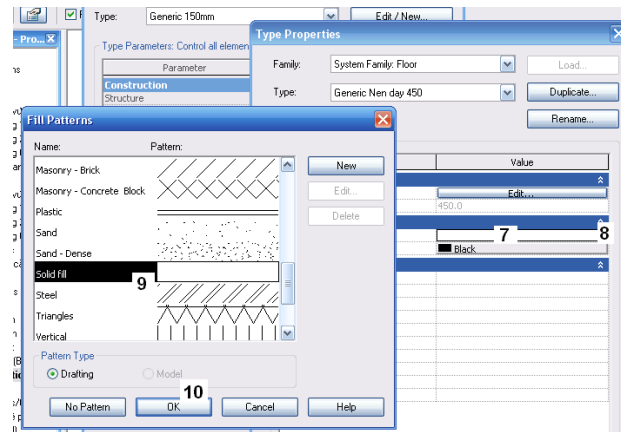 Type:
Generic 150mm
Edit / New...
- Pro...
Type Parameters: Control all elemen
Parameter
Construction
Structure
Type Properties
Family:
System Family: Floor
Load...
Type:
Generic Nen day 450
Duplicate...
Rename...
Value
Edit...
450.0
7
8
Black
Fill Patterns
Name:
Pattern:
Masonry - Brick
Masonry - Concrete Block
Plastic
Sand
Sand - Dense
Solid fill
9
Steel
Triangles
Vertical
New
Edit...
Delete
Pattern Type
Drafting
Model
10
No Pattern
OK
Cancel
Help